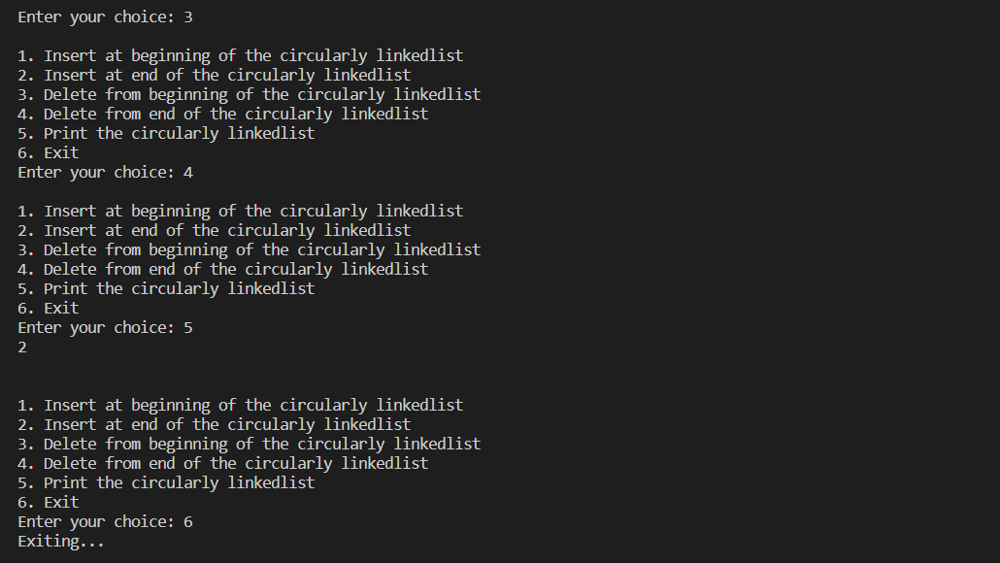 Enter your choice: 3
1. Insert at beginning of the circularly linkedlist
2. Insert at end of the circularly linkedlist
3. Delete from beginning of the circularly linkedlist
4. Delete from end of the circularly linkedlist
5. Print the circularly linkedlist
6. Exit
Enter your choice: 4
1. Insert at beginning of the circularly linkedlist
2. Insert at end of the circularly linkedlist
3. Delete from beginning of the circularly linkedlist
4. Delete from end of the circularly linkedlist
5. Print the circularly linkedlist
6. Exit
Enter your choice: 5
2
1. Insert at beginning of the circularly linkedlist
2. Insert at end of the circularly linkedlist
3. Delete from beginning of the circularly linkedlist
4. Delete from end of the circularly linkedlist
5. Print the circularly linkedlist
6. Exit
Enter your choice: 6
Exiting...